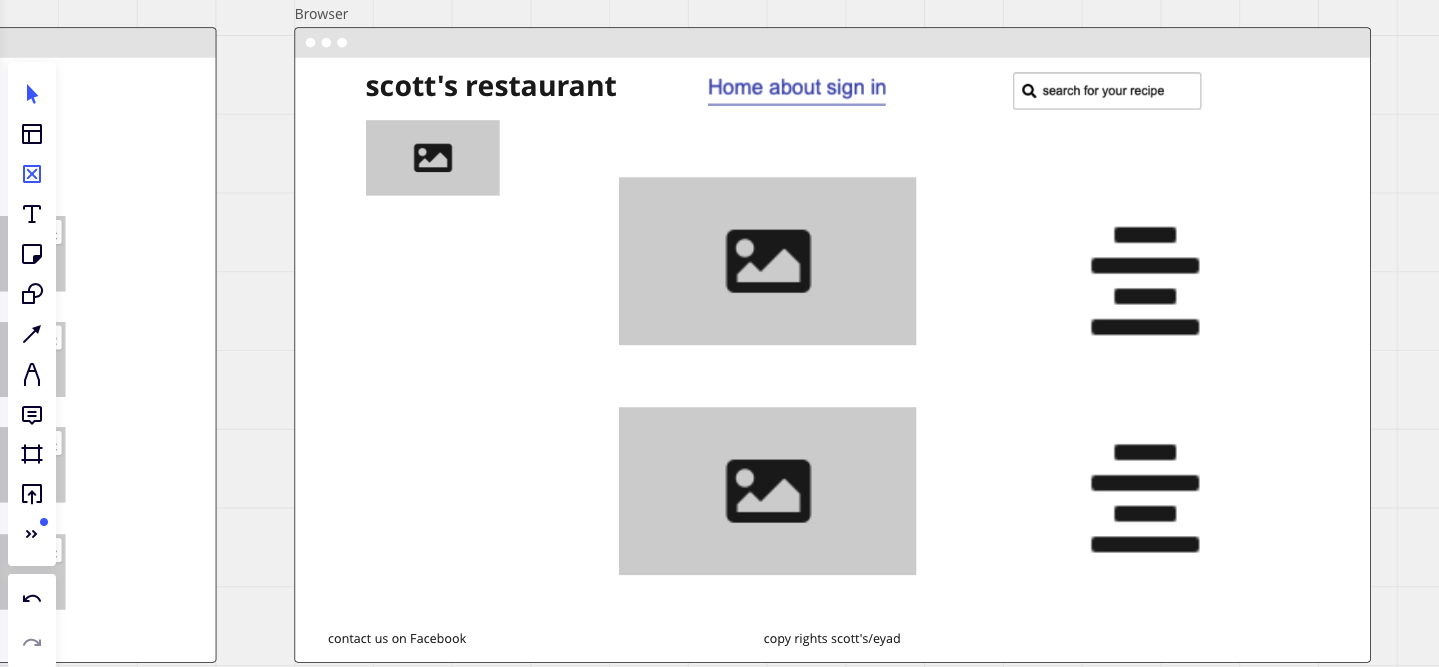 Browser
scott's restaurant
Home about sign in
search for your recipe
contact us on Facebook
copy rights scott's/eyad